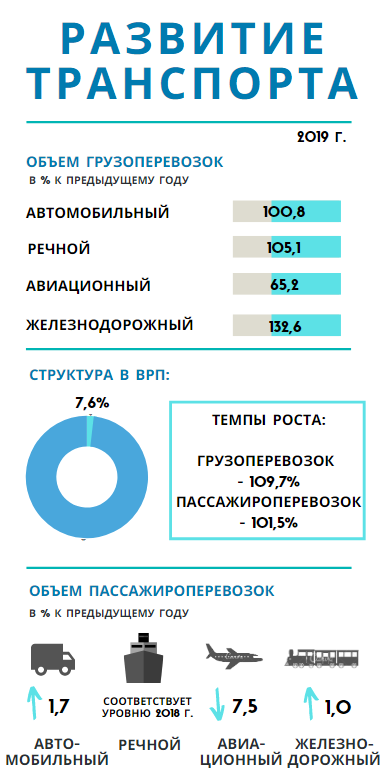 РАЗВИТИЕ
ТРАНСПОРТА
2019 Г.
ОБЪЕМ ГРУЗОПЕРЕВОЗОК
В % К ПРЕДЫДУЩЕМУ ГОДУ
АВТОМОБИЛЬНЫЙ 100,8
РЕЧНОЙ 105,1
АВИАЦИОННЫЙ 65,2
ЖЕЛЕЗНОДОРОЖНЫЙ 132,6
СТРУКТУРА В ВРП:
7,6%
ТЕМПЫ РОСТА:
ГРУЗОПЕРЕВОЗОК
- 109,7%
ПАССАЖИРОПЕРЕВОЗОК
- 101,5%
ОБЪЕМ ПАССАЖИРОПЕРЕВОЗОК
В % К ПРЕДЫДУЩЕМУ ГОДУ
1,7
АВТО-
МОБИЛЬНЫЙ
СООТВЕТСТВУЕТ
УРОВНЮ 2018 Г.
РЕЧНОЙ
7,5
АВИА-
ЦИОННЫЙ
1,0
ЖЕЛЕЗНО-
ДОРОЖНЫЙ